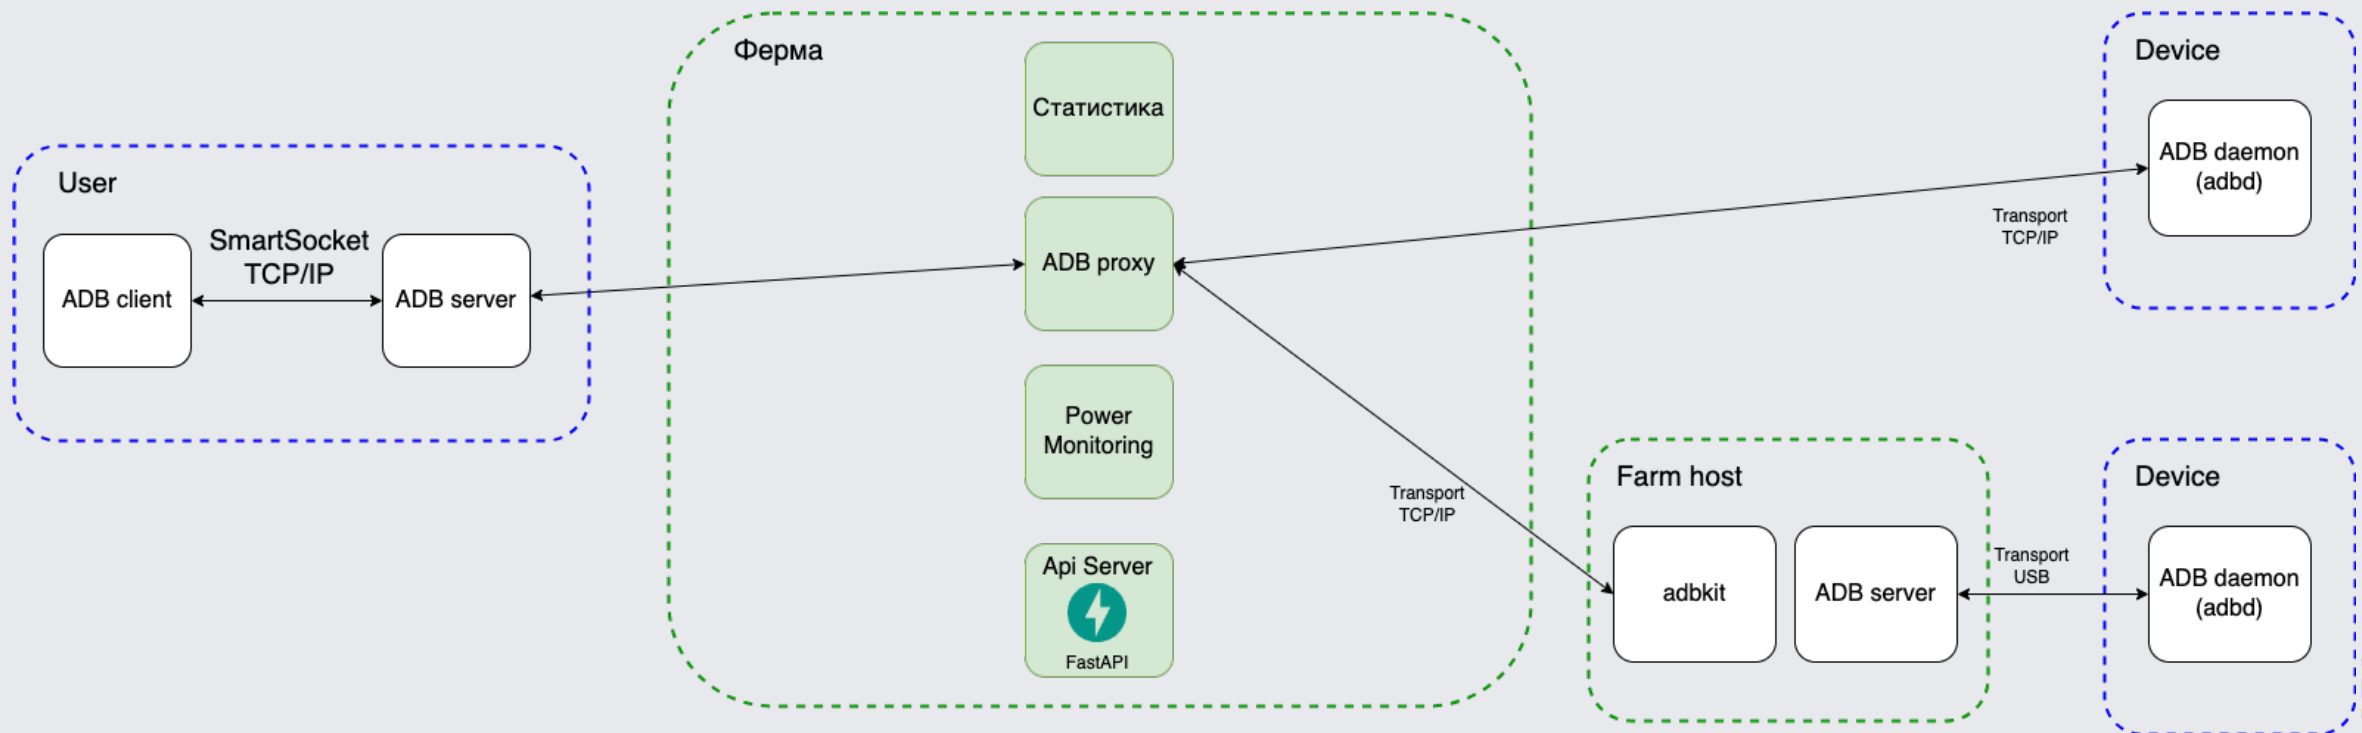 Ферма
Статистика
User
SmartSocket
TCP/IP
ADB client
ADB server
ADB proxy
Power
Monitoring
Api Server
FastAPI
Transport
TCP/IP
Device
ADB daemon
(adbd)
Transport
TCP/IP
Farm host
adbkit
ADB server
Transport
USB
Device
ADB daemon
(adbd)